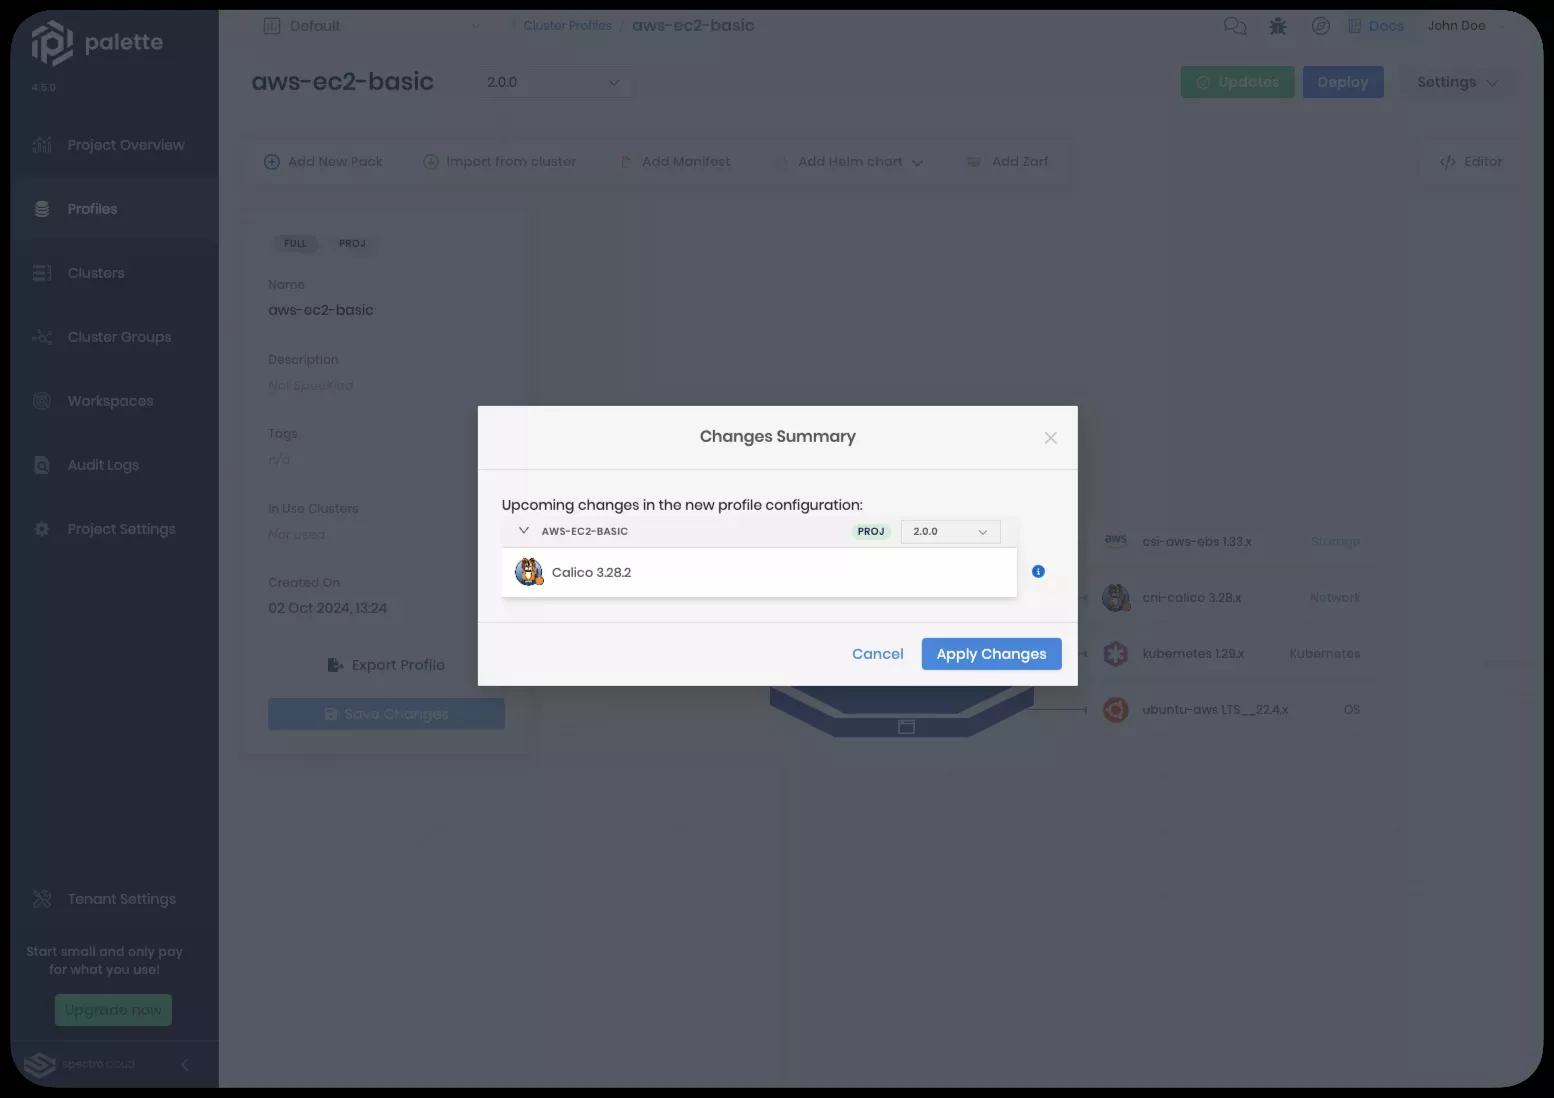 palette
4.5.0
Project Overview
Profiles
Clusters
Cluster Groups
Workspaces
Audit Logs
Project Settings
Tenant Settings
Start small and only pay
for what you use!
Upgrade now
spectro cloud
Default
Cluster Profiles / aws-ec2-basic
Docs
John Doe
aws-ec2-basic
2.0.0
Updates
Deploy
Settings
Add New Pack
Import from cluster
Add Manifest
Add Helm chart
Add Zarf
Editor
FULL
PROJ
Name
aws-ec2-basic
Description
Not Specified
Tags
n/a
In Use Clusters
Not used
Created On
02 Oct 2024, 13:24
Export Profile
Save Changes
Changes Summary
Upcoming changes in the new profile configuration:
AWS-EC2-BASIC
PROJ
2.0.0
Calico 3.28.2
Cancel
Apply Changes
aws
csi-aws-ebs 1.33.x
Storage
cni-calico 3.28.x
Network
kubernetes 1.29.x
Kubernetes
ubuntu-aws LTS__22.4.x
OS